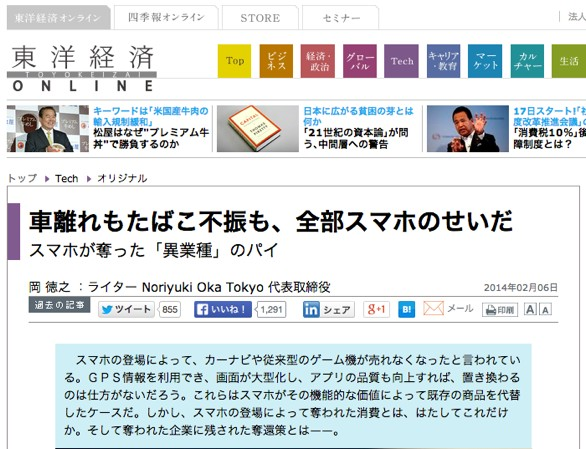 東洋経済オンライン 四季報オンライン STORE セミナー 法人
東洋経済
TOYOKEIZAI
ONLINE
Top
ビジネス
経済・政治
グローバル
Tech
キャリア・教育
マーケット
カルチャー
生活
キーワードは「米国産牛肉の
輸入規制緩和」
松屋はなぜ"プレミアム牛
丼"で勝負するのか
CAPITAL
日本に広がる貧困の芽とは
何か
「21世紀の資本論」が問
う、中間層への警告
17日スタート!「社
度改革推進会議」の
「消費税10%」後
障制度とは?
トップ Tech オリジナル
車離れもたばこ不振も、全部スマホのせいだ
スマホが奪った「異業種」のパイ
岡 徳之 :ライター Noriyuki Oka Tokyo 代表取締役
2014年02月06日
過去の記事 ツイート 855 いいね! 1,291 in シェア g+1 B! メール 印刷 A A
スマホの登場によって、カーナビや従来型のゲーム機が売れなくなったと言われてい
る。GPS情報を利用でき、画面が大型化し、アプリの品質も向上すれば、置き換わる
のは仕方がないだろう。これらはスマホがその機能的な価値によって既存の商品を代替
したケースだ。しかし、スマホの登場によって奪われた消費とは、はたしてこれだけ
か。そして奪われた企業に残された奪還策とは――。